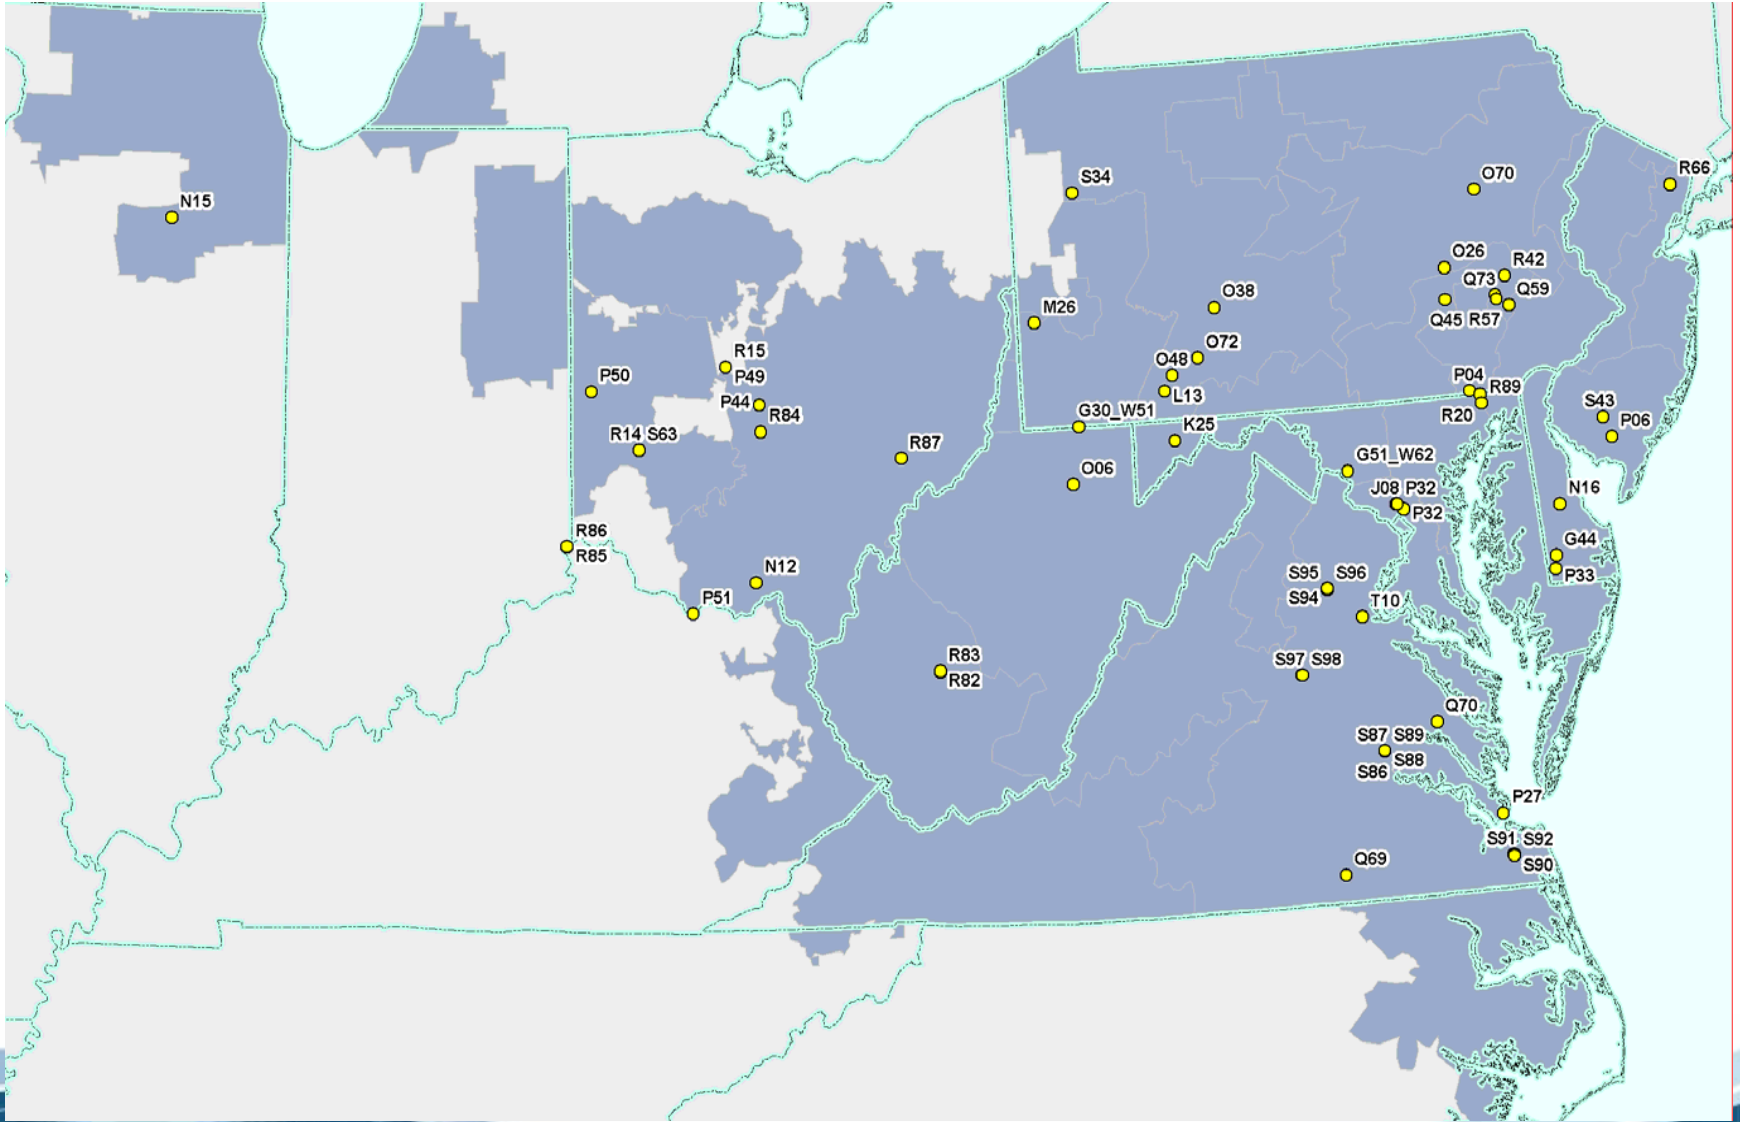 R66
O70
S34
N15
O26
R42
Q73
Q59
O38
M26
Q45 R57
R15
O72
O48
P50
P49
P04
R89
L13
P44
R84
R20
S43
G30_W51
P06
K25
R14 S63
R87
G51_W62
O06
J08 P32
N16
P32
R86
G44
R85
N12
S95 S96
P33
P51
S94
T10
R83
S97 S98
R82
Q70
S87 S89
S88
S86
P27
S91 S92
Q69
S90